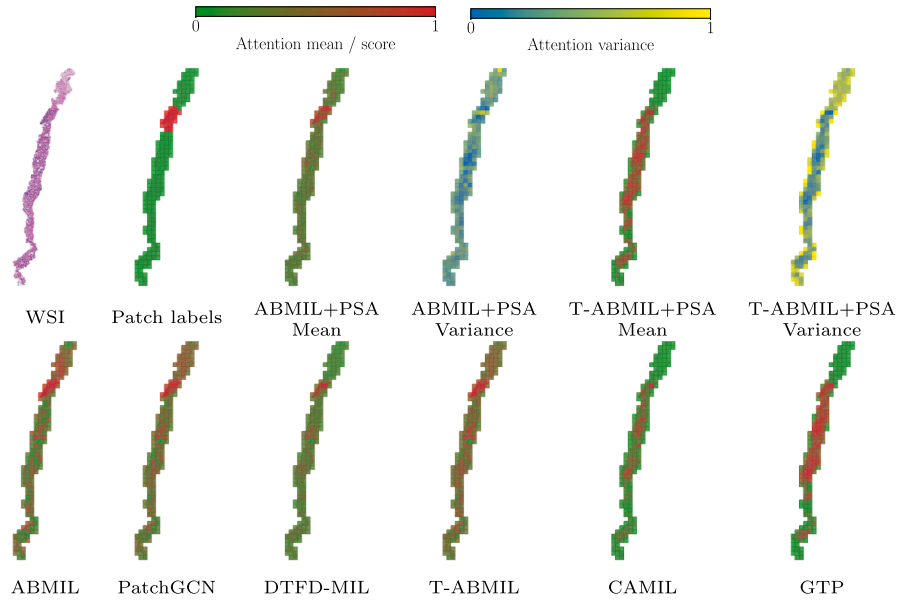 0 1 0 1
Attention mean / score Attention variance
WSI Patch labels ABMIL+PSA ABMIL+PSA T-ABMIL+PSA T-ABMIL+PSA
Mean Variance Mean Variance
ABMIL PatchGCN DTFD-MIL T-ABMIL CAMIL GTP